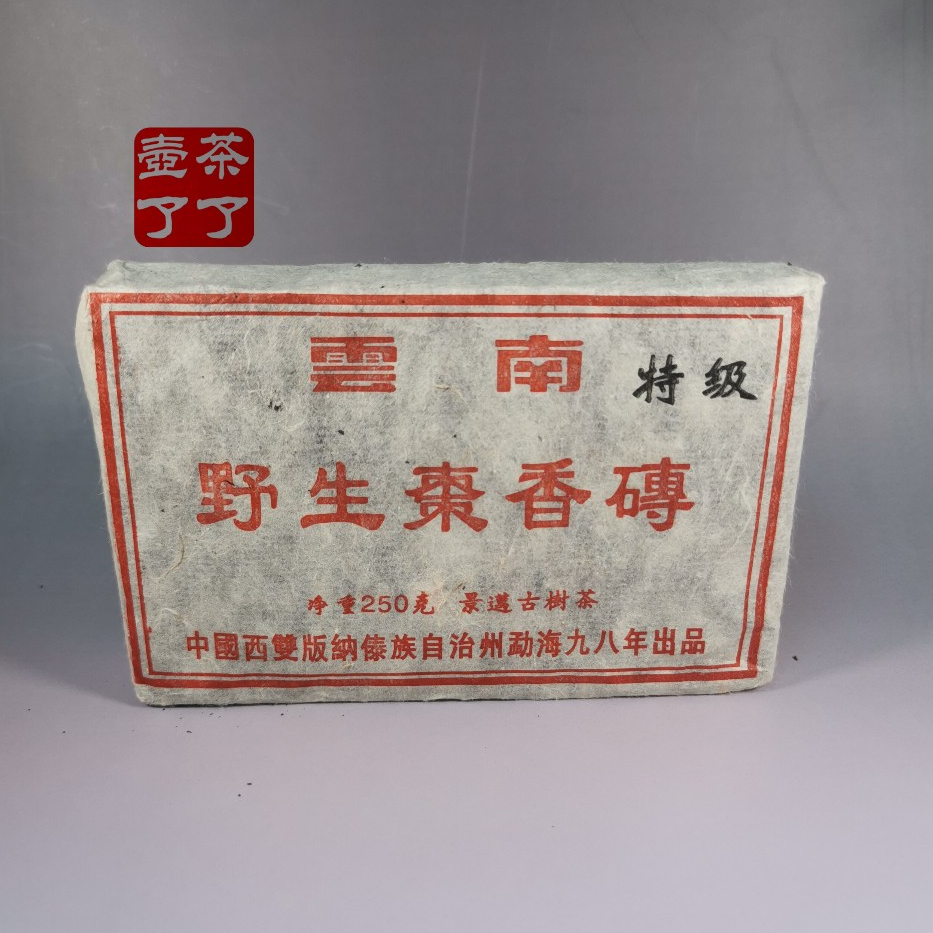 茶壺
了了
雲南
特级
野生棗香磚
净重250克 景邁古樹茶
中國西雙版納傣族自治州勐海九八年出品